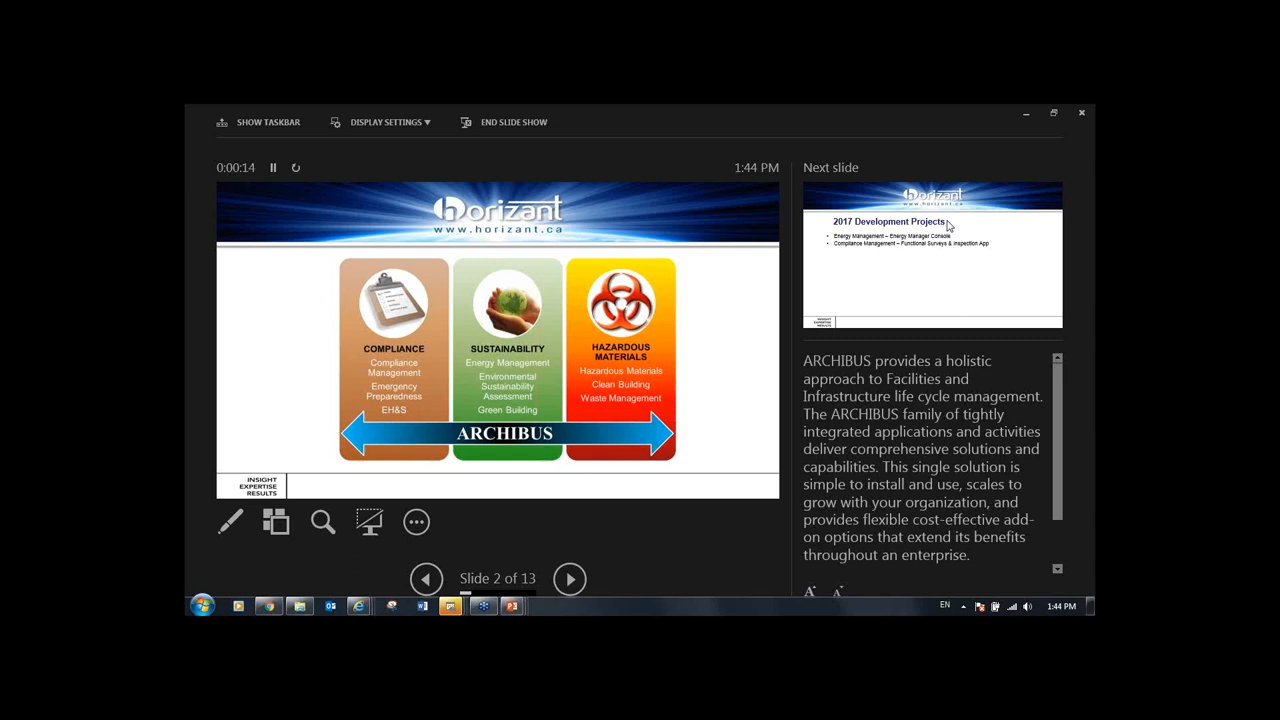 SHOW TASKBAR
DISPLAY SETTINGS
END SLIDE SHOW
0:00:14
1:44 PM
horizant
www.horizant.ca
COMPLIANCE
Compliance
Management
Emergency
Preparedness
EH&S
SUSTAINABILITY
Energy Management
Environmental
Sustainability
Assessment
Green Building
HAZARDOUS
MATERIALS
Hazardous Materials
Clean Building
Waste Management
ARCHIBUS
INSIGHT
EXPERTISE
RESULTS
Slide 2 of 13
Next slide
horizant
www.horizant.ca
2017 Development Projects
• Energy Management – Energy Manager Console
• Compliance Management – Functional Surveys & Inspection App
INSIGHT
EXPERTISE
RESULTS
ARCHIBUS provides a holistic
approach to Facilities and
Infrastructure life cycle management.
The ARCHIBUS family of tightly
integrated applications and activities
deliver comprehensive solutions and
capabilities. This single solution is
simple to install and use, scales to
grow with your organization, and
provides flexible cost-effective add-
on options that extend its benefits
throughout an enterprise.
A A
EN
1:44 PM